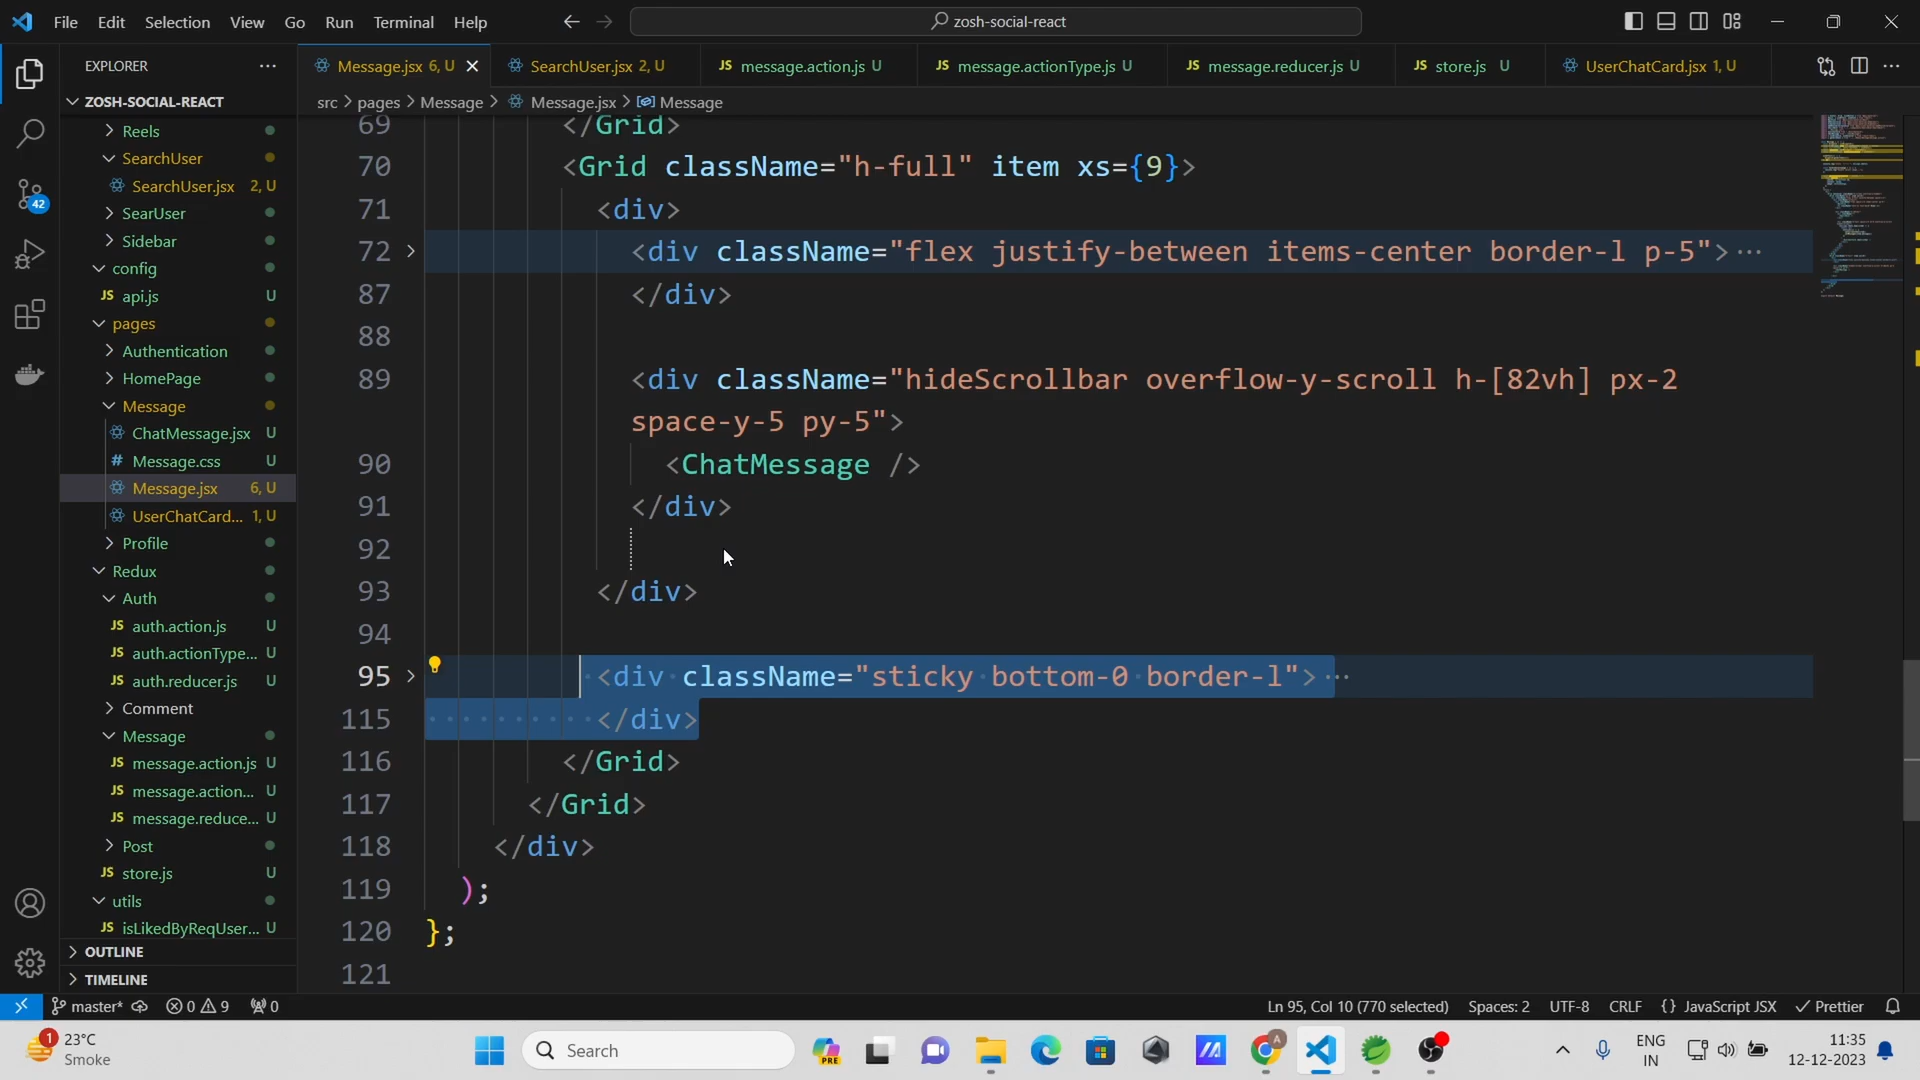 File Edit Selection View Go Run Terminal Help
zosh-social-react
EXPLORER
Message.jsx 6, U
SearchUser.jsx 2, U
message.action.js U
message.actionType.js U
message.reducer.js U
store.js U
UserChatCard.jsx 1, U
ZOSH-SOCIAL-REACT
src > pages > Message > Message.jsx > Message
Reels
SearchUser
SearchUser.jsx 2, U
SearUser
Sidebar
config
api.js U
pages
Authentication
HomePage
Message
ChatMessage.jsx U
Message.css U
Message.jsx 6, U
UserChatCard... 1, U
Profile
Redux
Auth
auth.action.js U
auth.actionType... U
auth.reducer.js U
Comment
Message
message.action.js U
message.action... U
message.reduce... U
Post
store.js U
utils
isLikedByReqUser... U
OUTLINE
TIMELINE
42
69 </Grid>
70 <Grid className="h-full" item xs={9}>
71 <div>
72 <div className="flex justify-between items-center border-l p-5">···
87 </div>
88
89 <div className="hideScrollbar overflow-y-scroll h-[82vh] px-2
space-y-5 py-5">
90 <ChatMessage />
91 </div>
92
93 </div>
94
95 <div className="sticky bottom-0 border-l">···
115 </div>
116 </Grid>
117 </Grid>
118 </div>
119 );
120 };
121
master* 0 9 0
Ln 95, Col 10 (770 selected) Spaces: 2 UTF-8 CRLF {} JavaScript JSX Prettier
1
23°C
Smoke
Search
PRE
A
ENG
IN
11:35
12-12-2023